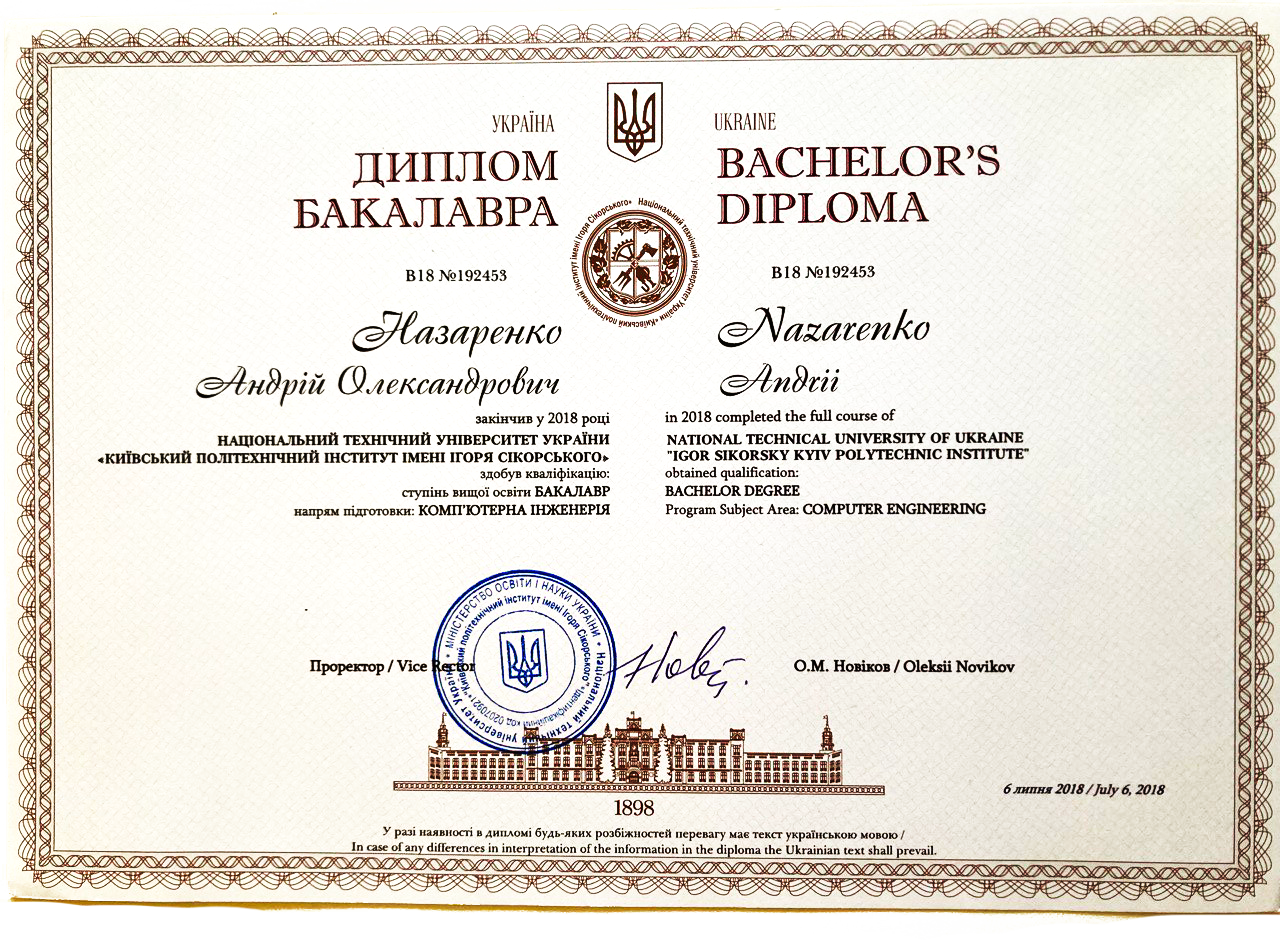 УКРАЇНА
ДИПЛОМ
БАКАЛАВРА
В18 №192453
Назаренко
Андрій Олександрович
закінчив у 2018 році
НАЦІОНАЛЬНИЙ ТЕХНІЧНИЙ УНІВЕРСИТЕТ УКРАЇНИ
«КИЇВСЬКИЙ ПОЛІТЕХНІЧНИЙ ІНСТИТУТ ІМЕНІ ІГОРЯ СІКОРСЬКОГО»
здобув кваліфікацію:
ступінь вищої освіти БАКАЛАВР
напрям підготовки: КОМП'ЮТЕРНА ІНЖЕНЕРІЯ
Національний технічний університет України «Київський політехнічний інститут імені Ігоря Сікорського»
UKRAINE
BACHELOR'S
DIPLOMA
B18 №192453
Nazarenko
Andrii
in 2018 completed the full course of
NATIONAL TECHNICAL UNIVERSITY OF UKRAINE
"IGOR SIKORSKY KYIV POLYTECHNIC INSTITUTE"
obtained qualification:
BACHELOR DEGREE
Program Subject Area: COMPUTER ENGINEERING
МІНІСТЕРСТВО ОСВІТИ І НАУКИ УКРАЇНИ
Національний технічний університет України
"Київський політехнічний інститут імені Ігоря Сікорського"
ідентифікаційний код 02070921
Проректор / Vice Rector
О.М. Новіков / Oleksii Novikov
6 липня 2018 / July 6, 2018
1898
У разі наявності в дипломі будь-яких розбіжностей перевагу має текст українською мовою /
In case of any differences in interpretation of the information in the diploma the Ukrainian text shall prevail.